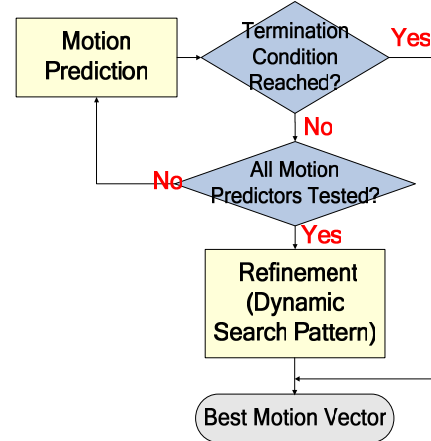 Motion
Prediction
Termination
Condition
Reached?
Yes
No
No
All Motion
Predictors Tested?
Yes
Refinement
(Dynamic
Search Pattern)
Best Motion Vector